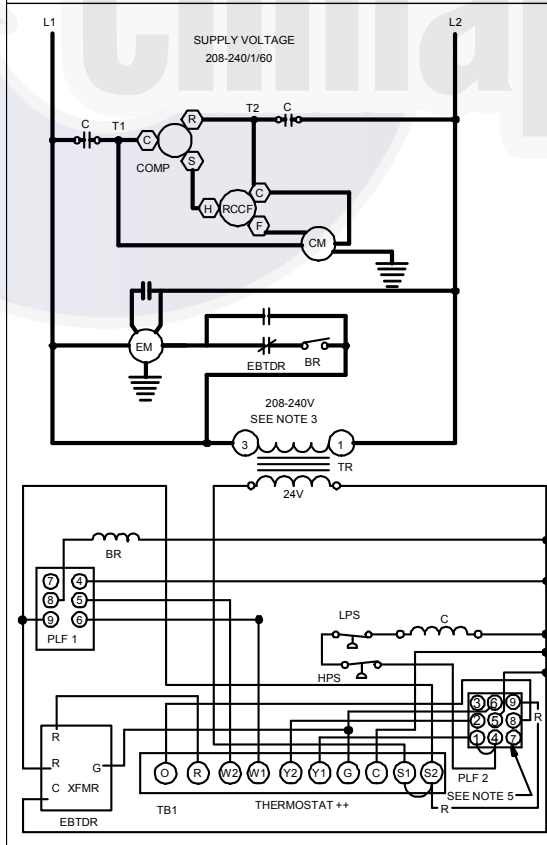 L1
L2
SUPPLY VOLTAGE
208-240/1/60
C T1 C R T2 C
COMP S
H RCCF C
F
CM
EM
EBTDR BR
208-240V
SEE NOTE 3
3 1
TR
24V
BR
7 4
8 5
9 6
PLF 1
LPS C
HPS
3 6 9
2 5 8
1 4 7
R
PLF 2
SEE NOTE 5
R
R R
C XFMR G
EBTDR
O R W2 W1 Y2 Y1 G C S1 S2
TB1 THERMOSTAT ++
R